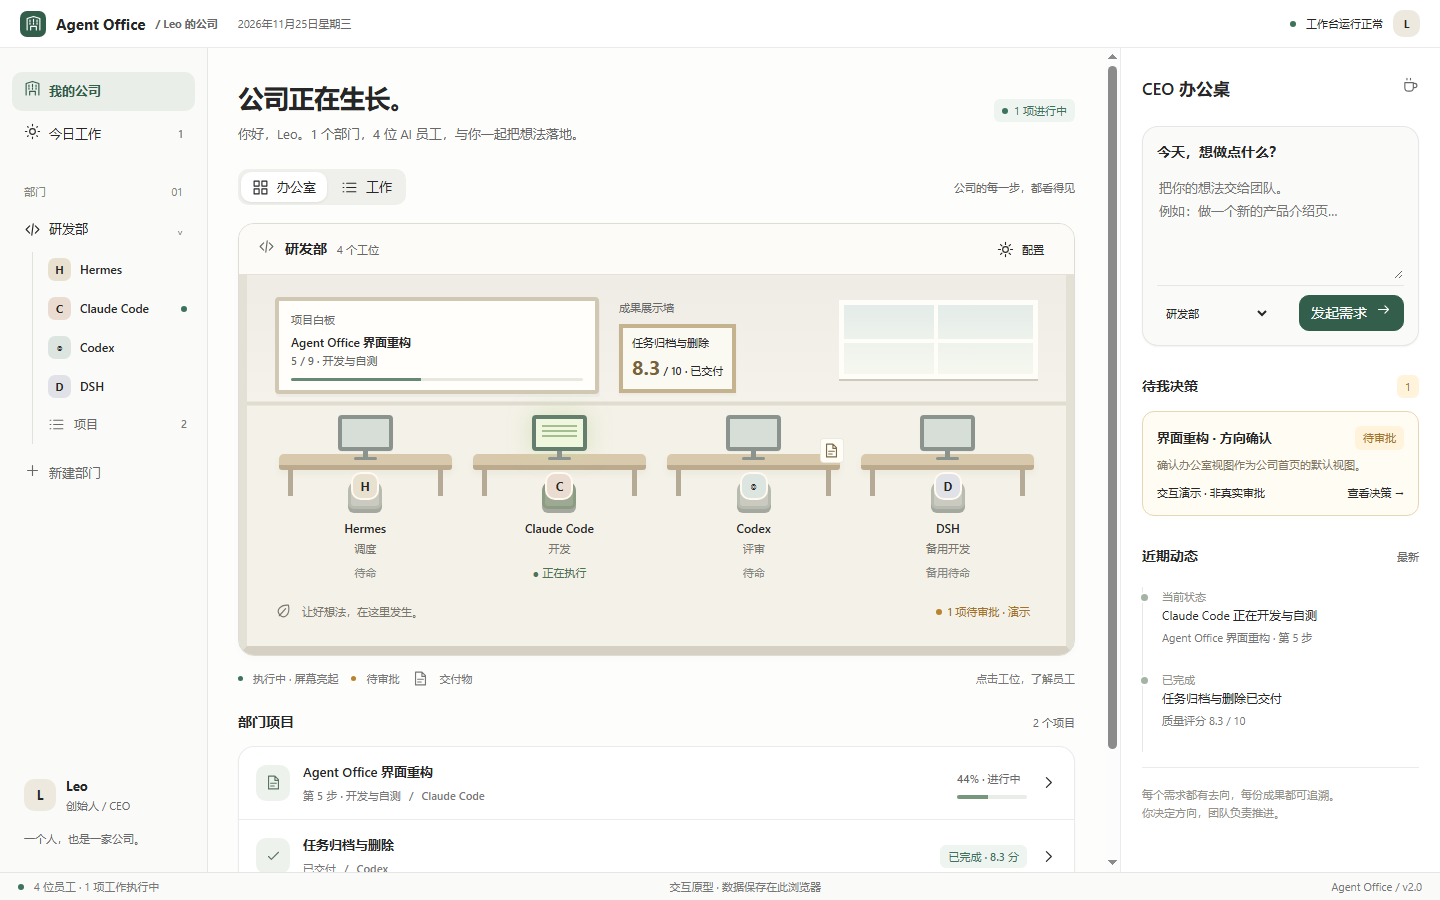 Agent Office / Leo 的公司 2026年11月25日星期三
工作台运行正常 L
我的公司
今日工作 1
部门 01
研发部
H Hermes
C Claude Code
Codex
D DSH
项目 2
新建部门
L Leo
创始人 / CEO
一个人，也是一家公司。
公司正在生长。
你好，Leo。1 个部门，4 位 AI 员工，与你一起把想法落地。
1 项进行中
办公室 工作
公司的每一步，都看得见
研发部 4 个工位
配置
项目白板
Agent Office 界面重构
5 / 9 · 开发与自测
成果展示墙
任务归档与删除
8.3 / 10 · 已交付
H C D
Hermes Claude Code Codex DSH
调度 开发 评审 备用开发
待命 正在执行 待命 备用待命
让好想法，在这里发生。
1 项待审批 · 演示
执行中 · 屏幕亮起 待审批 交付物
点击工位，了解员工
部门项目 2 个项目
Agent Office 界面重构
第 5 步 · 开发与自测 / Claude Code
44% · 进行中
任务归档与删除
已交付 / Codex
已完成 · 8.3 分
CEO 办公桌
今天，想做点什么？
把你的想法交给团队。
例如：做一个新的产品介绍页...
研发部
发起需求 →
待我决策 1
界面重构 · 方向确认 待审批
确认办公室视图作为公司首页的默认视图。
交互演示 · 非真实审批 查看决策 →
近期动态 最新
当前状态
Claude Code 正在开发与自测
Agent Office 界面重构 · 第 5 步
已完成
任务归档与删除已交付
质量评分 8.3 / 10
每个需求都有去向，每份成果都可追溯。
你决定方向，团队负责推进。
4 位员工 · 1 项工作执行中
交互原型 · 数据保存在此浏览器
Agent Office / v2.0